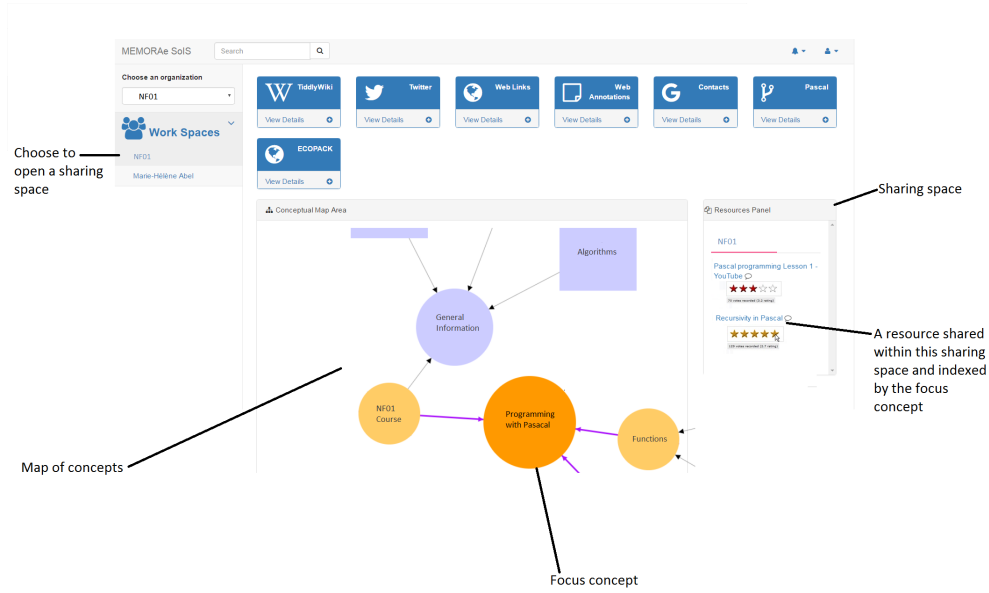 MEMORAe SoIS
Search
Choose an organization
NF01
Work Spaces
NF01
Marie-Hélène Abel
TiddlyWiki
View Details
Twitter
View Details
Web Links
View Details
Web
Annotations
View Details
Contacts
View Details
Pascal
View Details
ECOPACK
View Details
Choose to
open a sharing
space
Conceptual Map Area
Resources Panel
Sharing space
NF01
Pascal programming Lesson 1 -
YouTube
Recursivity in Pascal
A resource shared
within this sharing
space and indexed
by the focus
concept
Algorithms
General
Information
NF01
Course
Programming
with Pasacal
Functions
Map of concepts
Focus concept